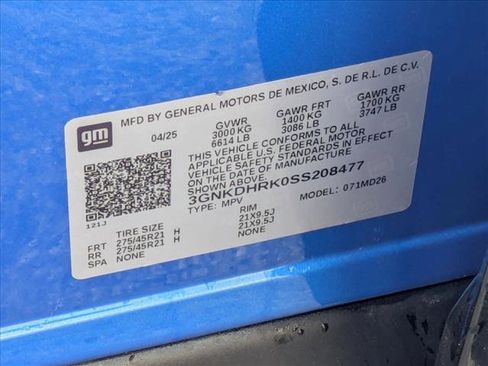 MFD BY GENERAL MOTORS DE MEXICO, S. DE R.L. DE C.V.
gm
04/25 GVWR GAWR FRT GAWR RR
3000 KG 1400 KG 1700 KG
6614 LB 3086 LB 3747 LB
THIS VEHICLE CONFORMS TO ALL
APPLICABLE U.S. FEDERAL MOTOR
VEHICLE SAFETY STANDARDS IN EFFECT
ON THE DATE OF MANUFACTURE
3GNKDHRK0SS208477
TYPE: MPV MODEL: 071MD26
121J
TIRE SIZE RIM
FRT 275/45R21 H 21X9.5J
RR 275/45R21 H 21X9.5J
SPA NONE NONE